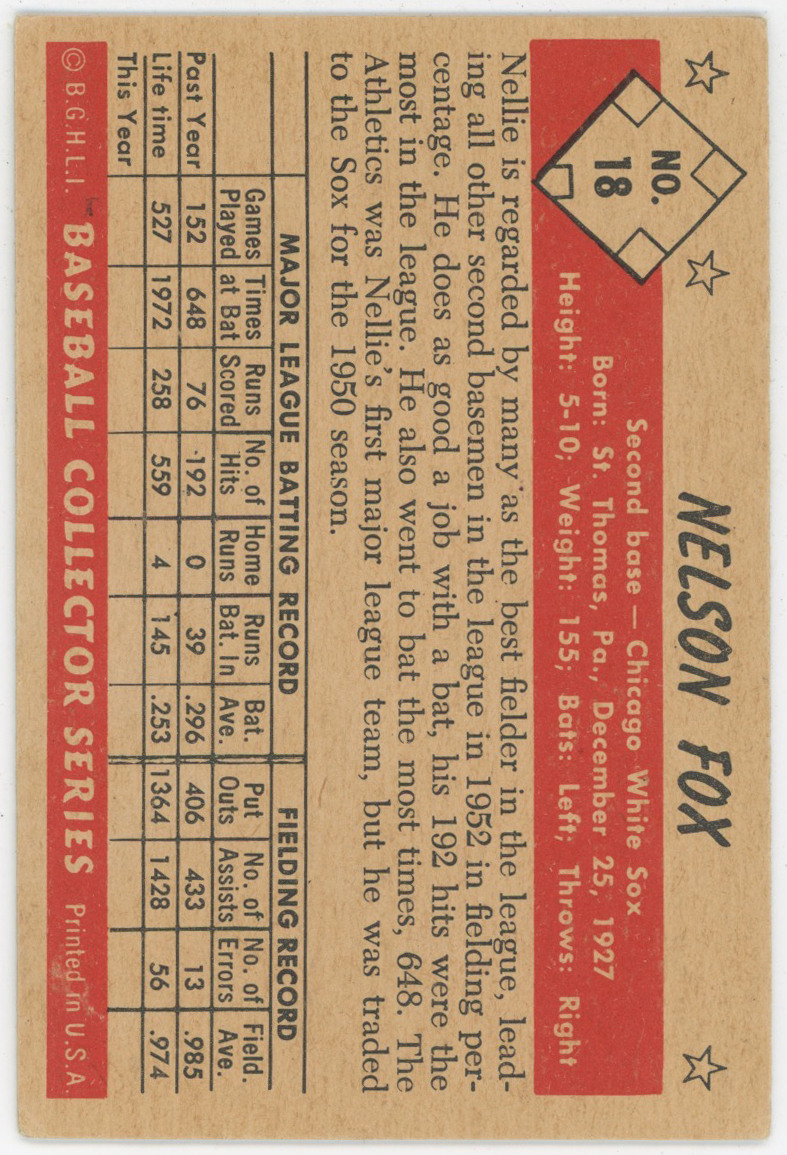 NELSON FOX
NO.
18
Second base — Chicago White Sox
Born: St. Thomas, Pa., December 25, 1927
Height: 5-10; Weight: 155; Bats: Left; Throws: Right
Nellie is regarded by many as the best fielder in the league, lead-
ing all other second basemen in the league in 1952 in fielding per-
centage. He does as good a job with a bat, his 192 hits were the
most in the league. He also went to bat the most times, 648. The
Athletics was Nellie's first major league team, but he was traded
to the Sox for the 1950 season.
MAJOR LEAGUE BATTING RECORD FIELDING RECORD
Games Times Runs No. of Home Runs Bat. Put No. of No. of Field.
Played at Bat Scored Hits Runs Bat. In Ave. Outs Assists Errors Ave.
Past Year 152 648 76 192 0 39 .296 406 433 13 .985
Life time 527 1972 258 559 4 145 .253 1364 1428 56 .974
This Year
© B.G.H.L.I. BASEBALL COLLECTOR SERIES Printed in U.S.A.